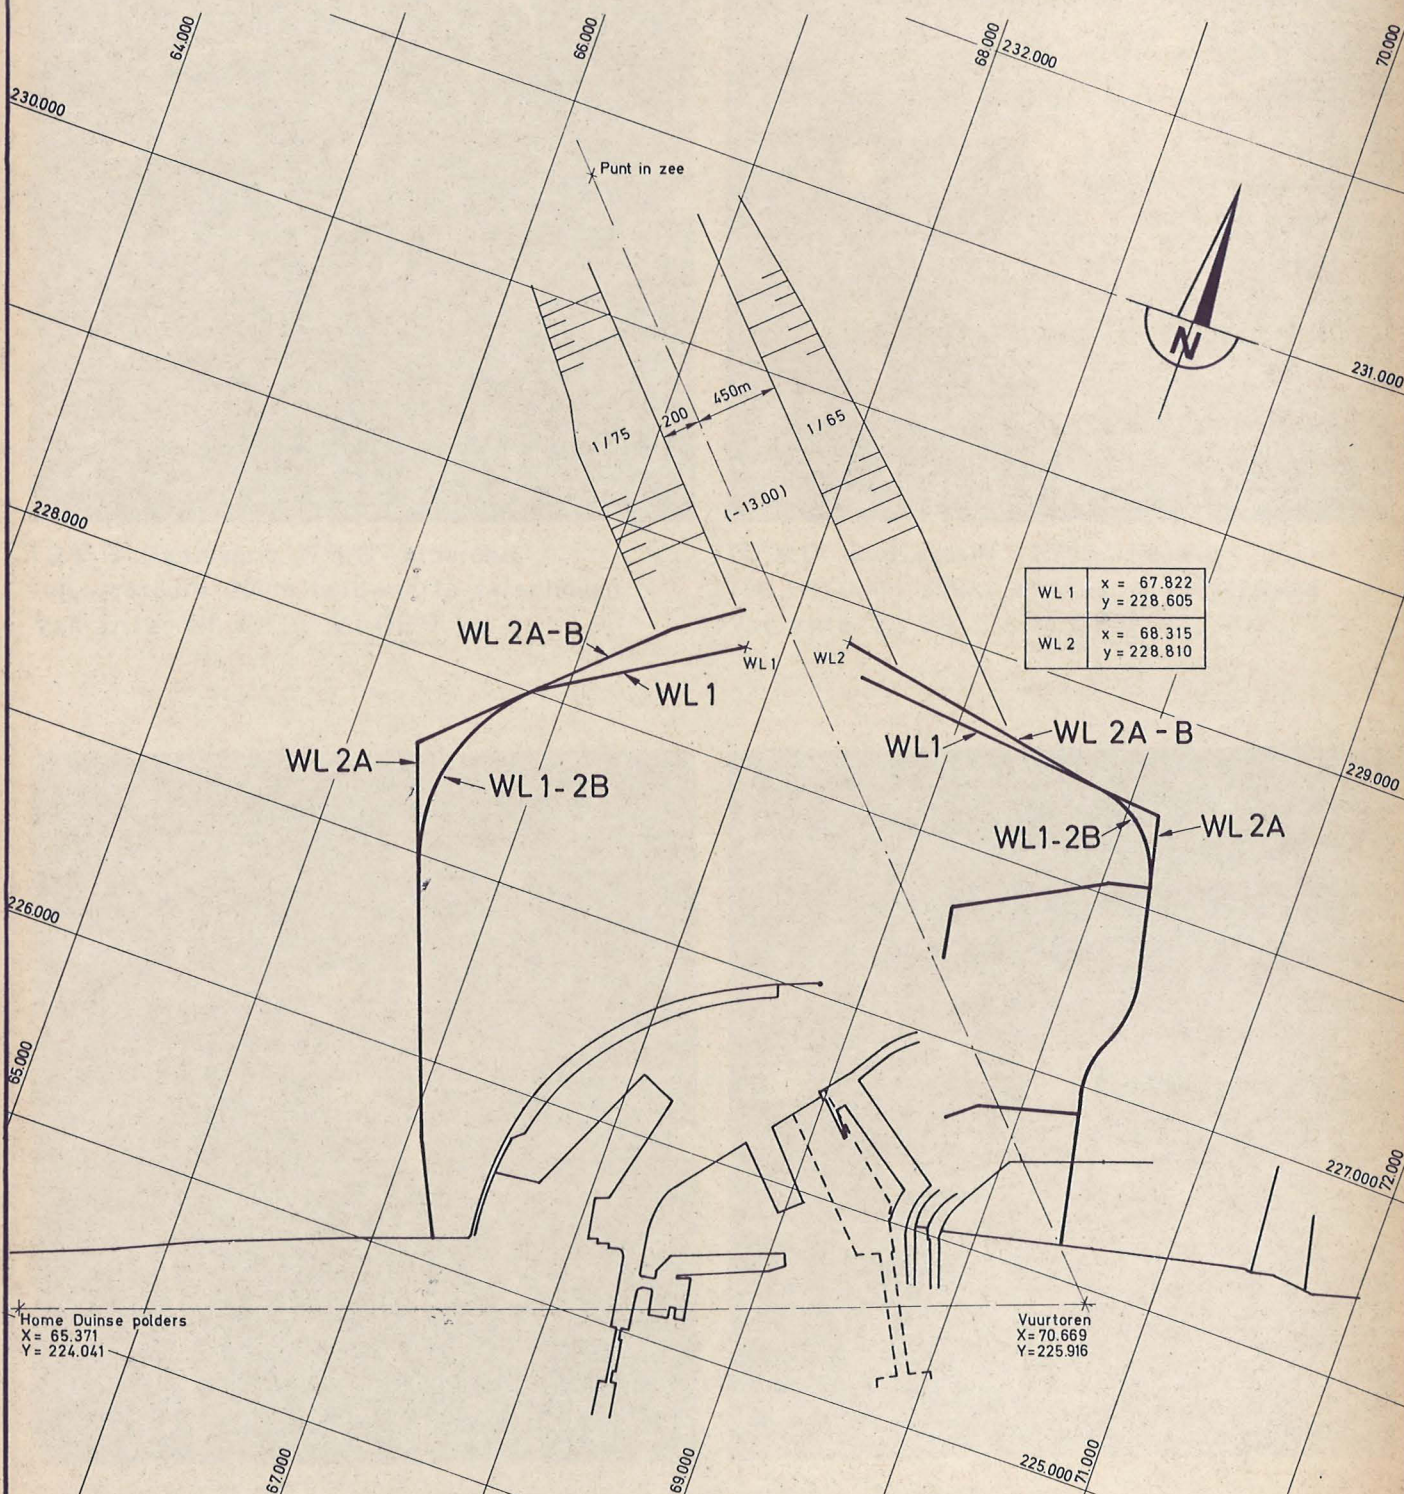 64.000
66.000
68.000
232.000
70.000
230.000
Punt in zee
N
231.000
450m
200
1/75
1/65
(-13.00)
228.000
WL 1 x = 67.822
y = 228.605
WL 2 x = 68.315
y = 228.810
WL 2A-B
WL1
WL2
WL 1
WL1
WL 2A - B
WL 2A
WL 1-2B
229.000
WL1-2B
WL 2A
226.000
65.000
227.000
72.000
Home Duinse polders
X = 65.371
Y = 224.041
Vuurtoren
X = 70.669
Y = 225.916
67.000
69.000
225.000
71.000